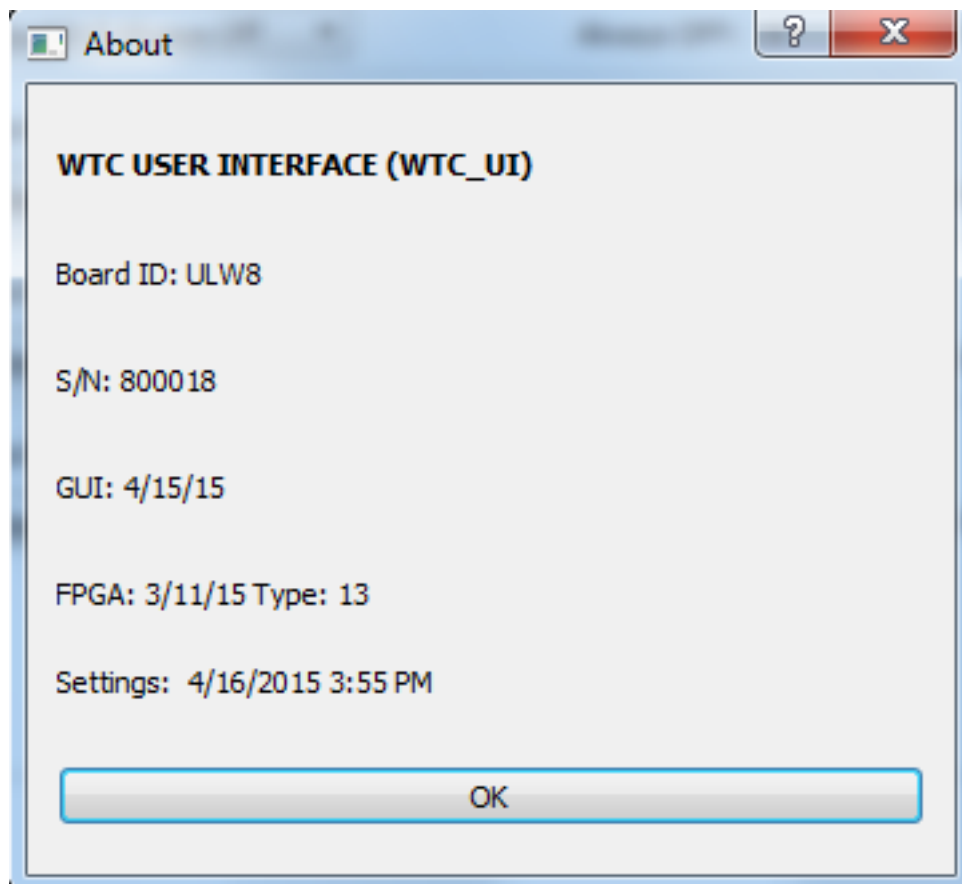 About
WTC USER INTERFACE (WTC_UI)
Board ID: ULW8
S/N: 800018
GUI: 4/15/15
FPGA: 3/11/15 Type: 13
Settings: 4/16/2015 3:55 PM
OK